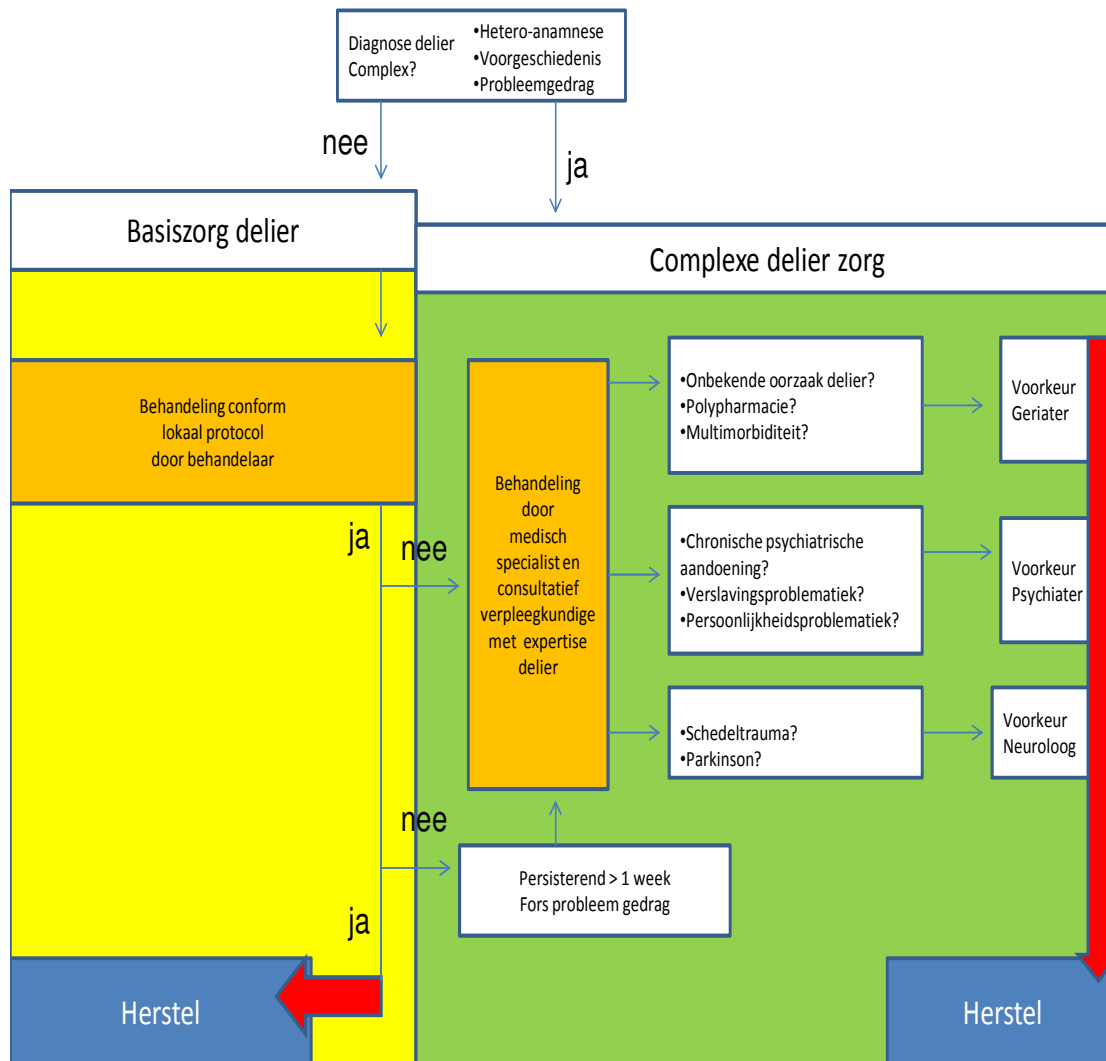 Diagnose delier
Complex?
•Hetero-anamnese
•Voorgeschiedenis
•Probleemgedrag
nee
ja
Basiszorg delier
Complexe delier zorg
Behandeling conform
lokaal protocol
door behandelaar
ja
nee
Behandeling
door
medisch
specialist en
consultatief
verpleegkundige
met expertise
delier
•Onbekende oorzaak delier?
•Polypharmacie?
•Multimorbiditeit?
Voorkeur
Geriater
•Chronische psychiatrische
aandoening?
•Verslavingsproblematiek?
•Persoonlijkheidsproblematiek?
Voorkeur
Psychiater
•Schedeltrauma?
•Parkinson?
Voorkeur
Neuroloog
nee
Persisterend > 1 week
Fors probleem gedrag
ja
Herstel
Herstel